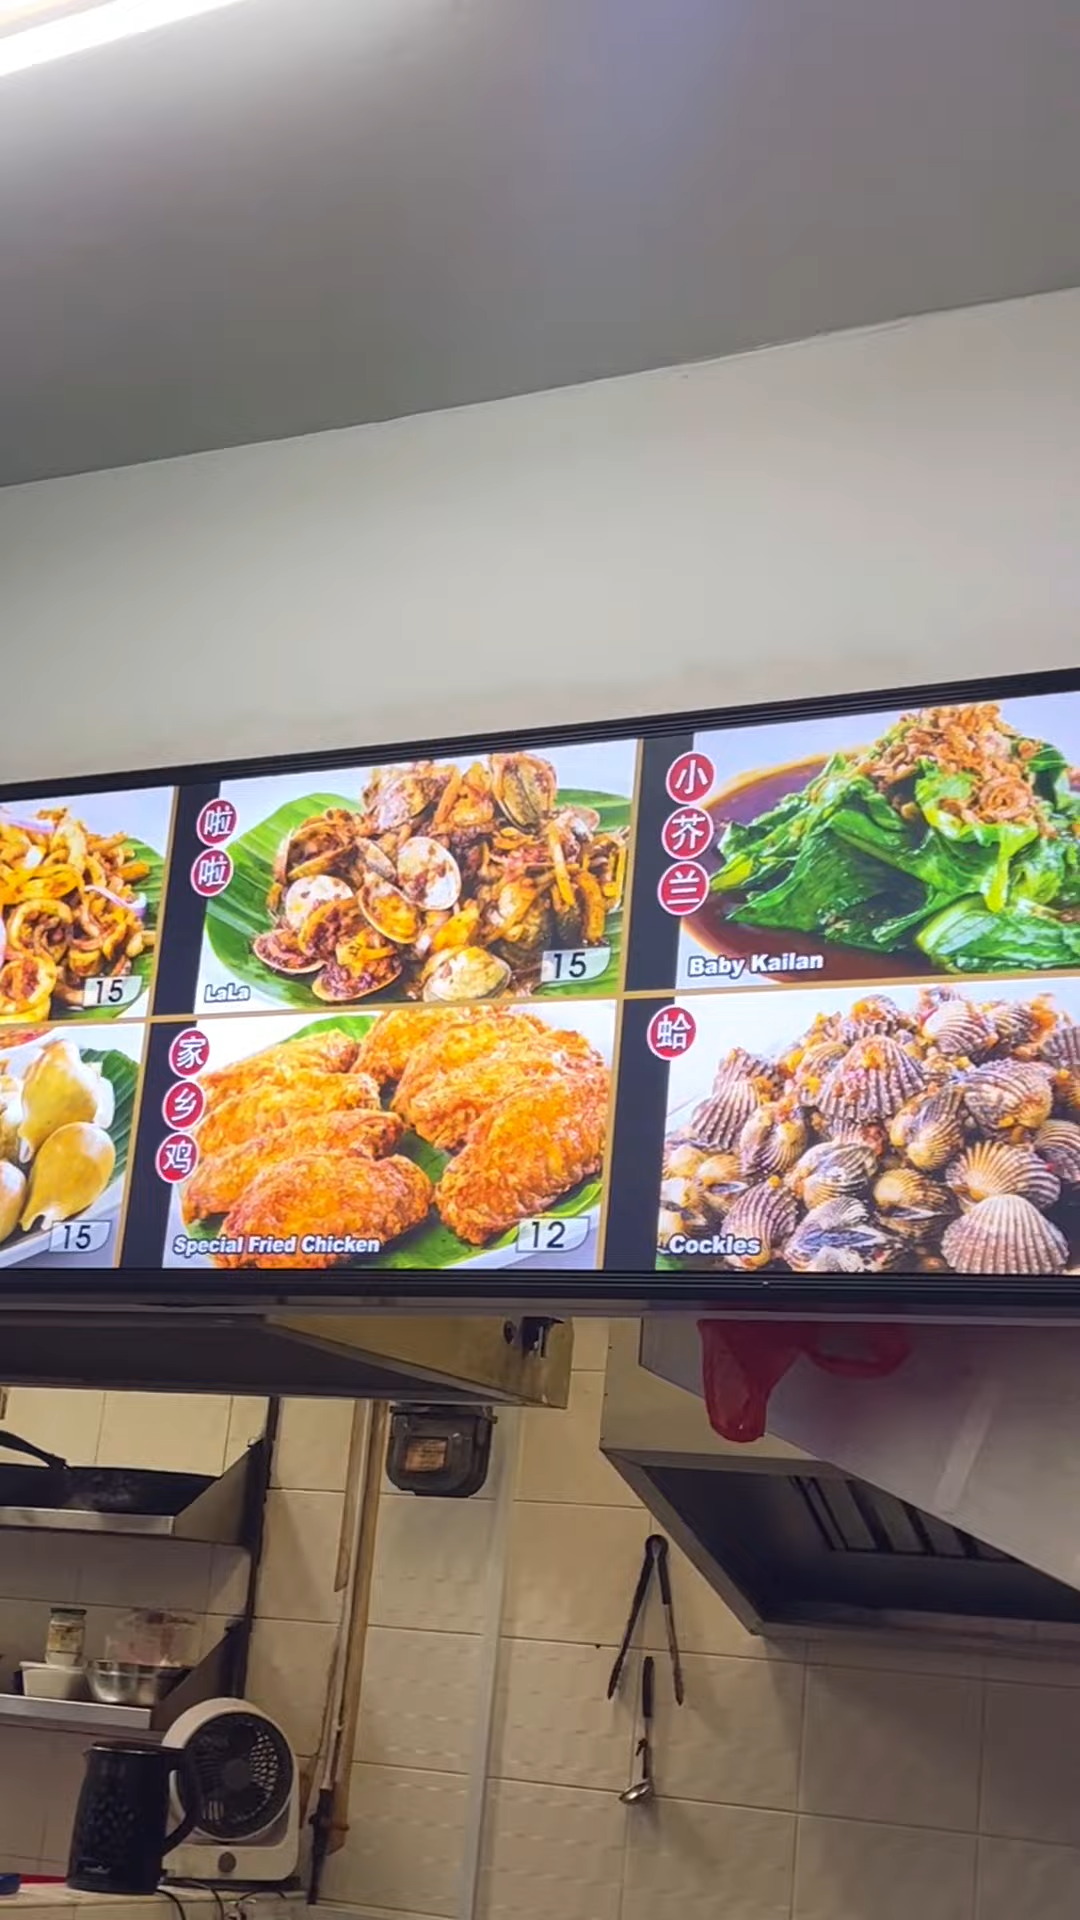 15
啦啦
LaLa
15
小芥兰
Baby Kailan
15
家乡鸡
Special Fried Chicken
12
蛤
Cockles